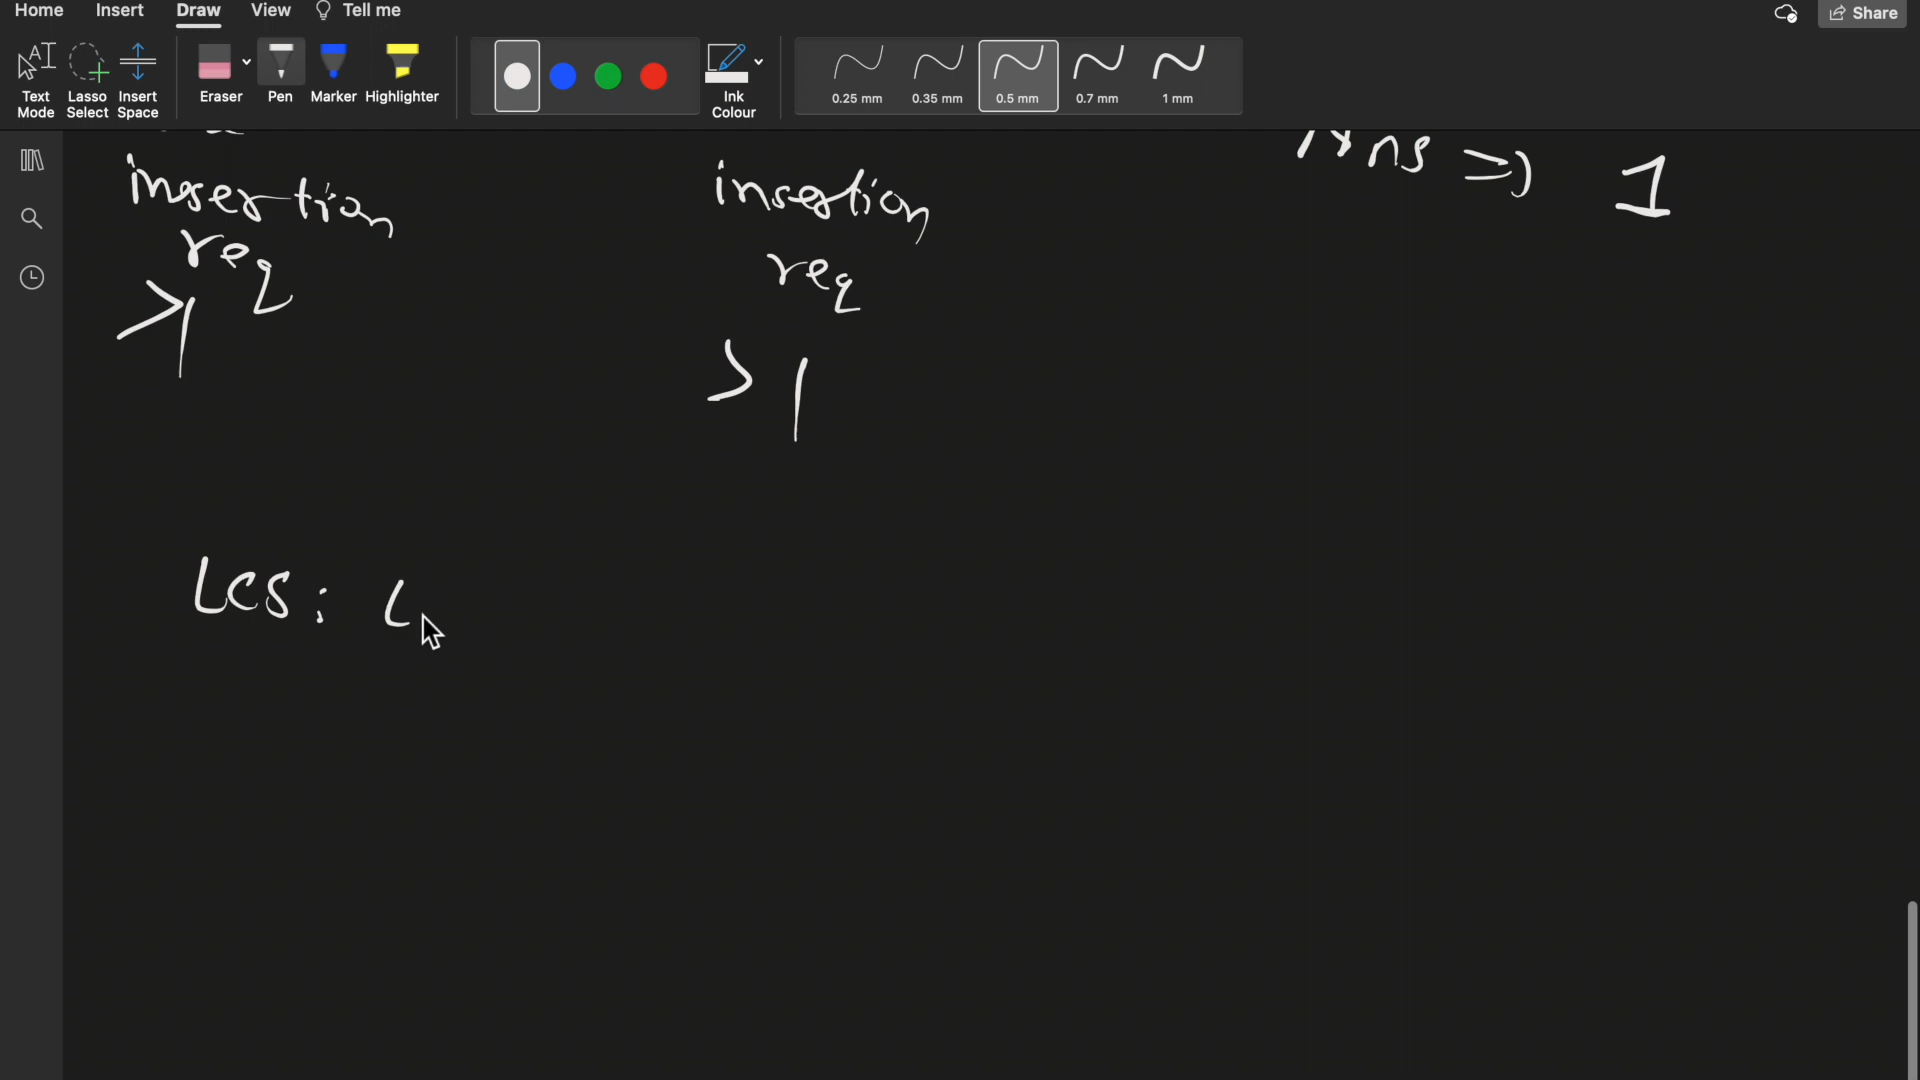 Home Insert Draw View Tell me
Share
Text Mode
Lasso Select
Insert Space
Eraser
Pen
Marker
Highlighter
Ink Colour
0.25 mm
0.35 mm
0.5 mm
0.7 mm
1 mm
insertion
req
>1
insertion
req
> 1
Ans => 1
LCS : L